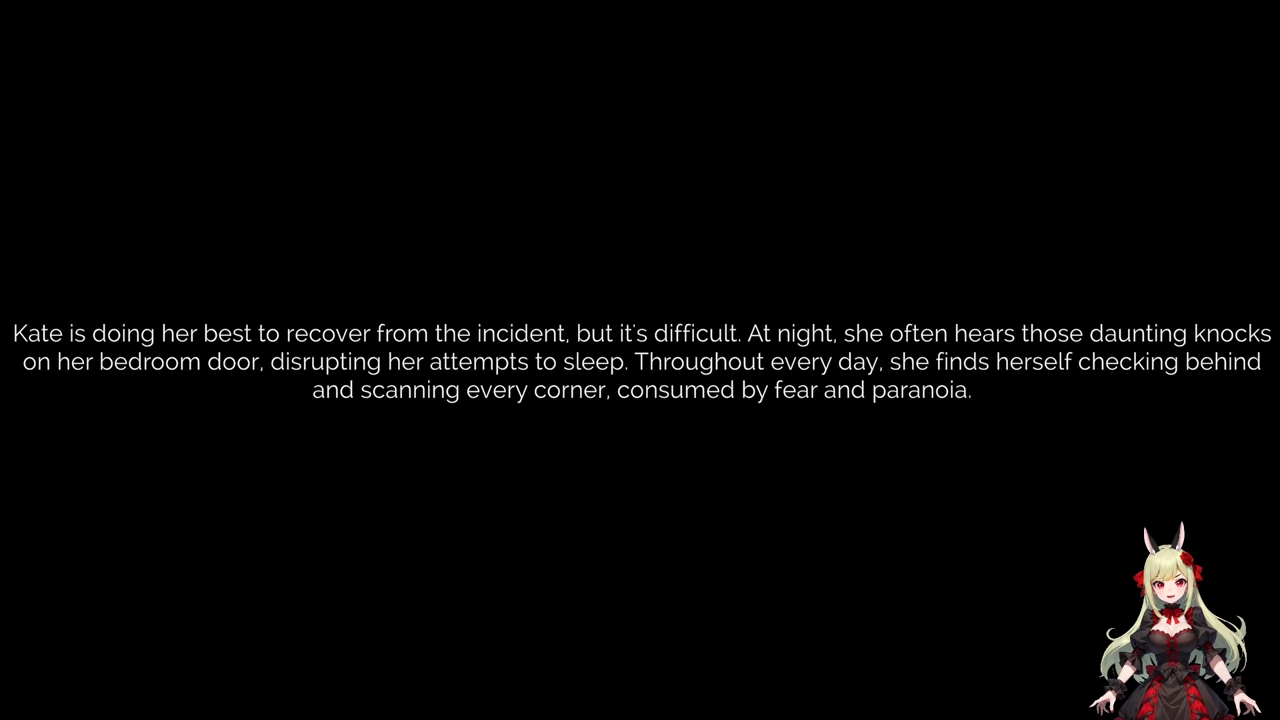 Kate is doing her best to recover from the incident, but it's difficult. At night, she often hears those daunting knocks
on her bedroom door, disrupting her attempts to sleep. Throughout every day, she finds herself checking behind
and scanning every corner, consumed by fear and paranoia.